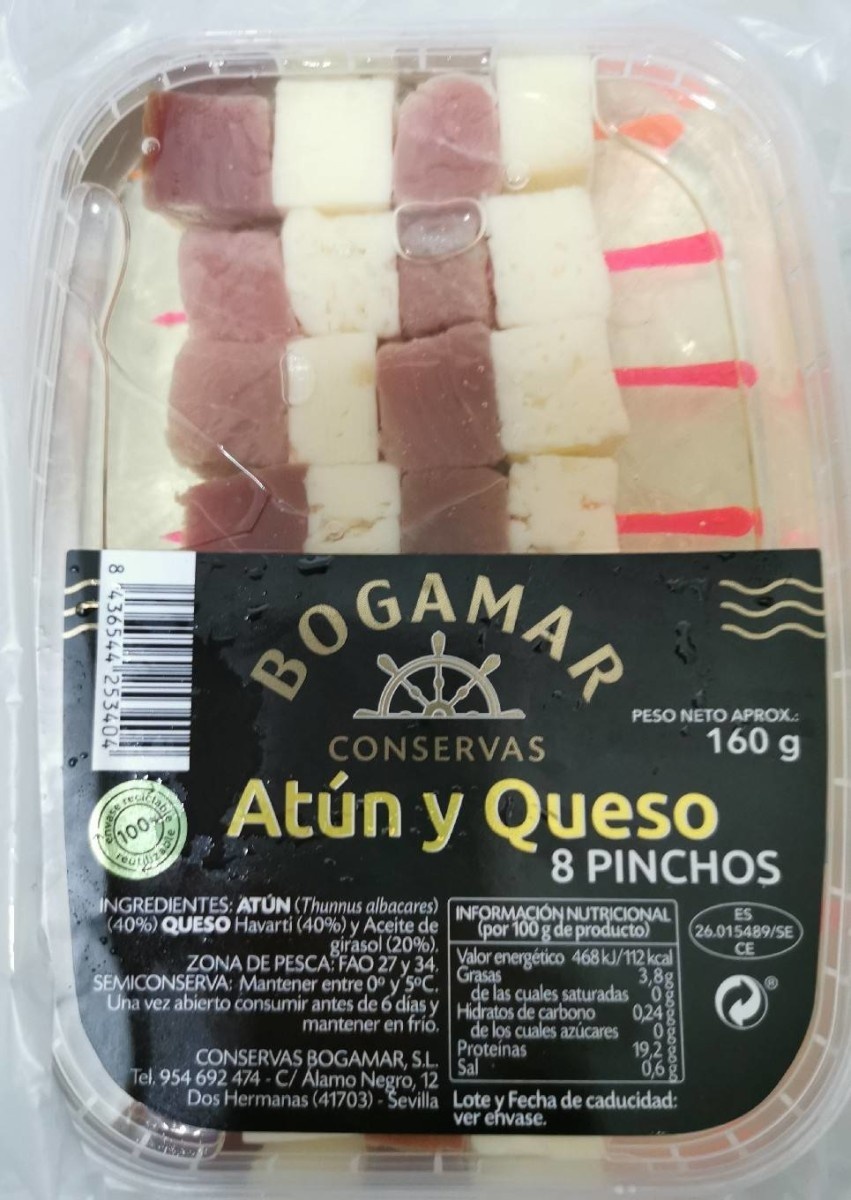 BOGAMAR
CONSERVAS
PESO NETO APROX.:
160 g
Atún y Queso
8 PINCHOS
8 436544 253404
envase reciclable
100%
reutilizable
INGREDIENTES: ATÚN (Thunnus albacares)
(40%) QUESO Havarti (40%) y Aceite de
girasol (20%).
ZONA DE PESCA: FAO 27 y 34.
SEMICONSERVA: Mantener entre 0º y 5ºC.
Una vez abierto consumir antes de 6 días y
mantener en frío.
CONSERVAS BOGAMAR, S.L.
Tel. 954 692 474 - C/ Álamo Negro, 12
Dos Hermanas (41703) - Sevilla
INFORMACIÓN NUTRICIONAL
(por 100 g de producto)
Valor energético 468 kJ/112 kcal
Grasas 3,8g
de las cuales saturadas 0g
Hidratos de carbono 0,24 g
de los cuales azúcares 0g
Proteínas 19,2 g
Sal 0,6 g
Lote y Fecha de caducidad:
ver envase.
ES
26.015489/SE
CE
®